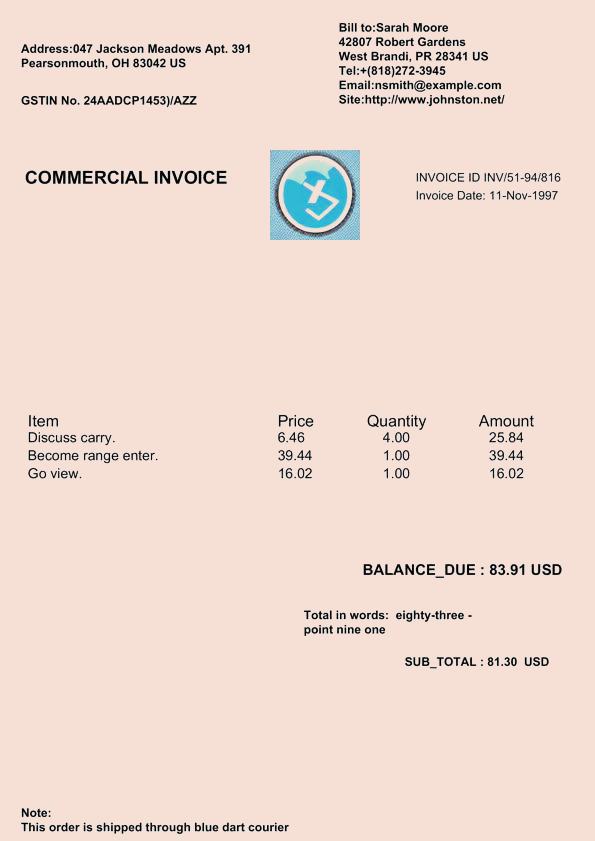 Address:047 Jackson Meadows Apt. 391
Pearsonmouth, OH 83042 US
GSTIN No. 24AADCP1453)/AZZ
Bill to:Sarah Moore
42807 Robert Gardens
West Brandi, PR 28341 US
Tel:+(818)272-3945
Email:nsmith@example.com
Site:http://www.johnston.net/
COMMERCIAL INVOICE
INVOICE ID INV/51-94/816
Invoice Date: 11-Nov-1997
Item Price Quantity Amount
Discuss carry. 6.46 4.00 25.84
Become range enter. 39.44 1.00 39.44
Go view. 16.02 1.00 16.02
BALANCE_DUE : 83.91 USD
Total in words: eighty-three -
point nine one
SUB_TOTAL : 81.30 USD
Note:
This order is shipped through blue dart courier